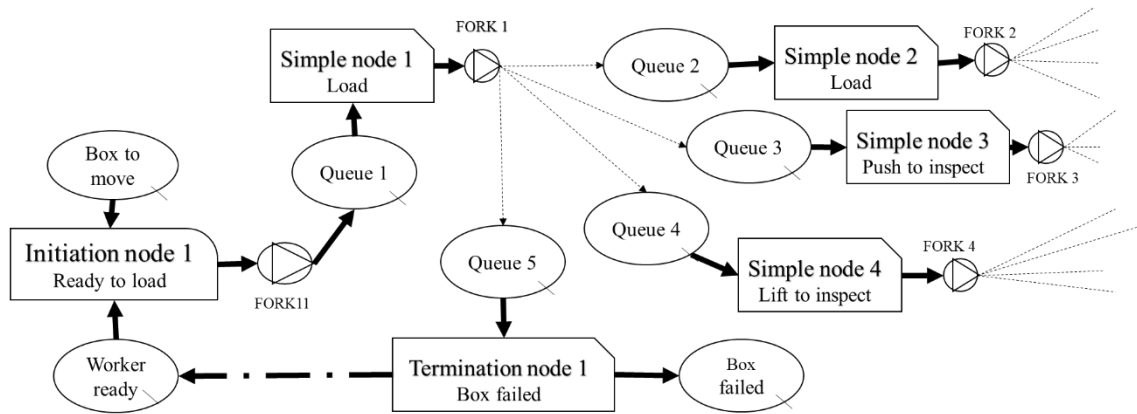 FORK 1
Simple node 1
Load
Queue 2
Simple node 2
Load
FORK 2
Queue 3
Simple node 3
Push to inspect
FORK 3
Box to
move
Queue 1
Queue 4
Initiation node 1
Ready to load
FORK11
Queue 5
Simple node 4
Lift to inspect
FORK 4
Worker
ready
Termination node 1
Box failed
Box
failed